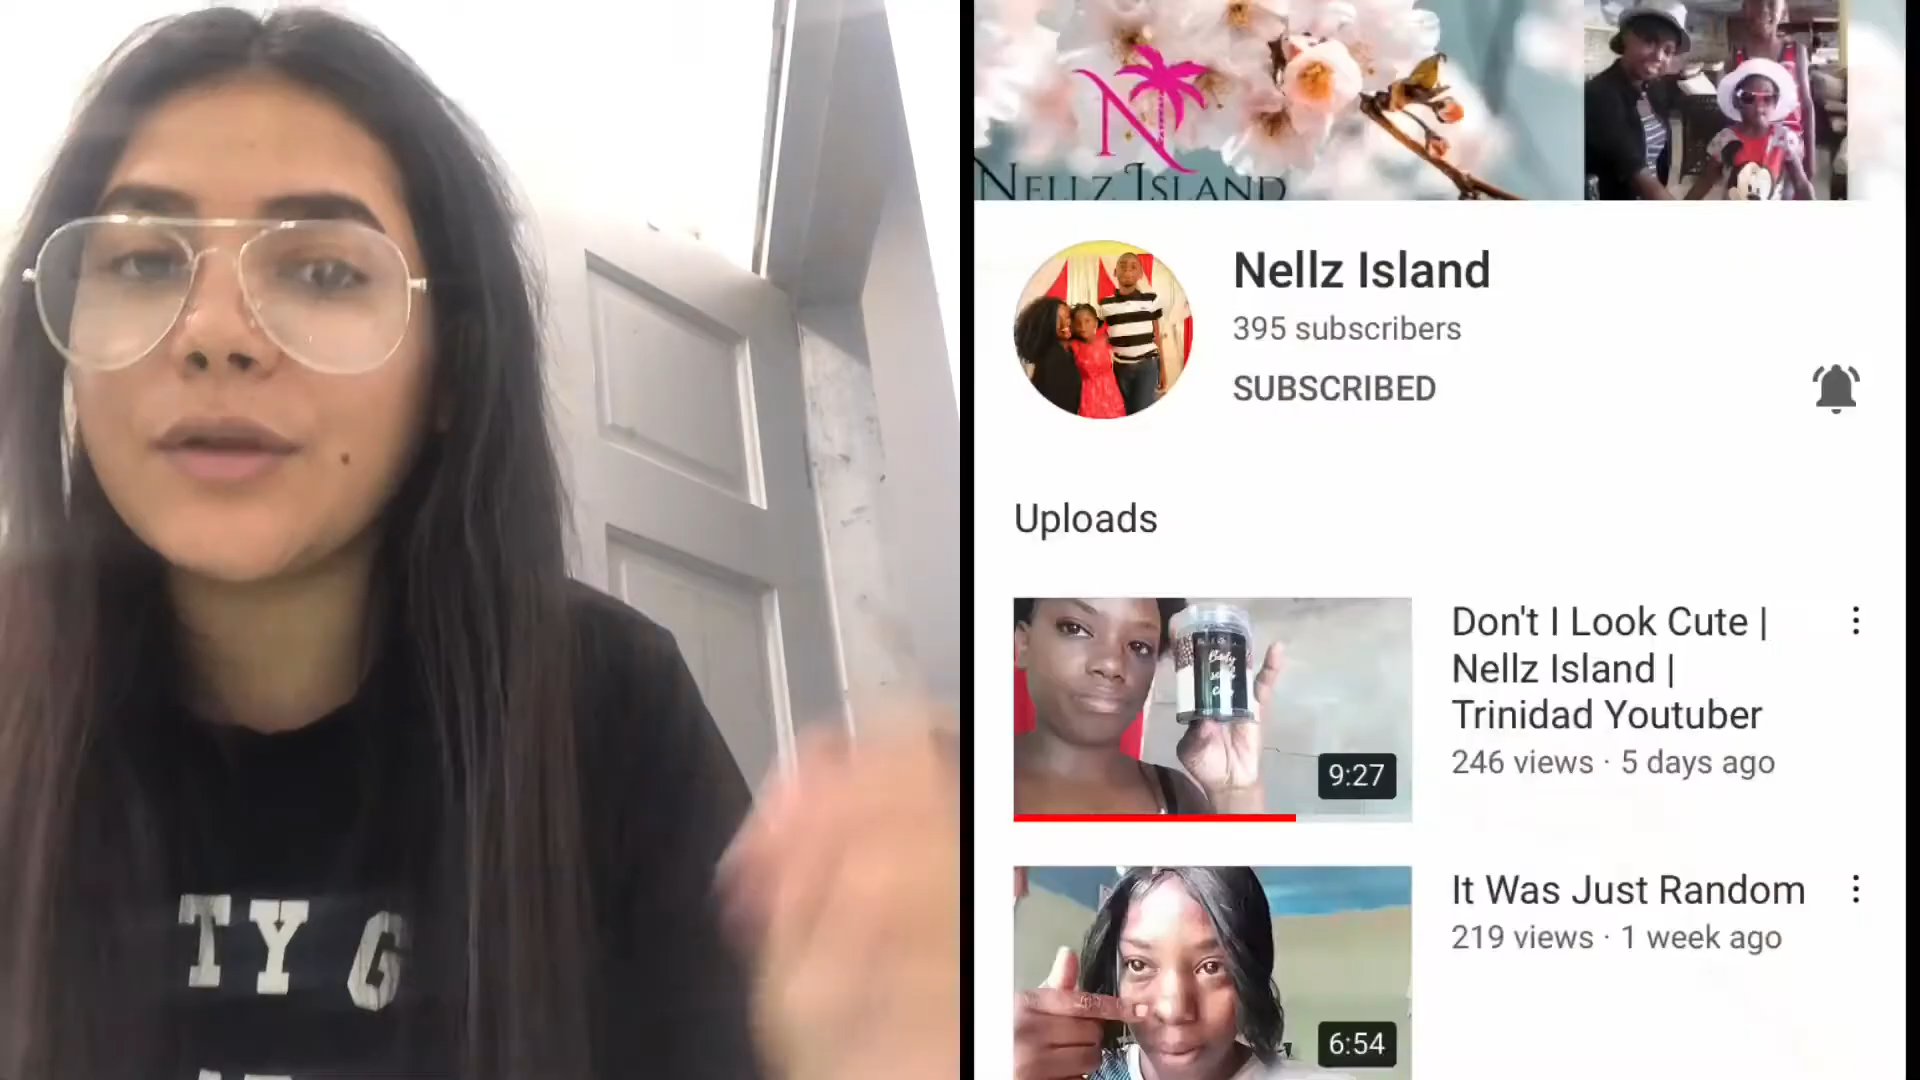 TY G
NELLZ ISLAND
Nellz Island
395 subscribers
SUBSCRIBED
Uploads
9:27
Don't I Look Cute |
Nellz Island |
Trinidad Youtuber
246 views · 5 days ago
6:54
It Was Just Random
219 views · 1 week ago